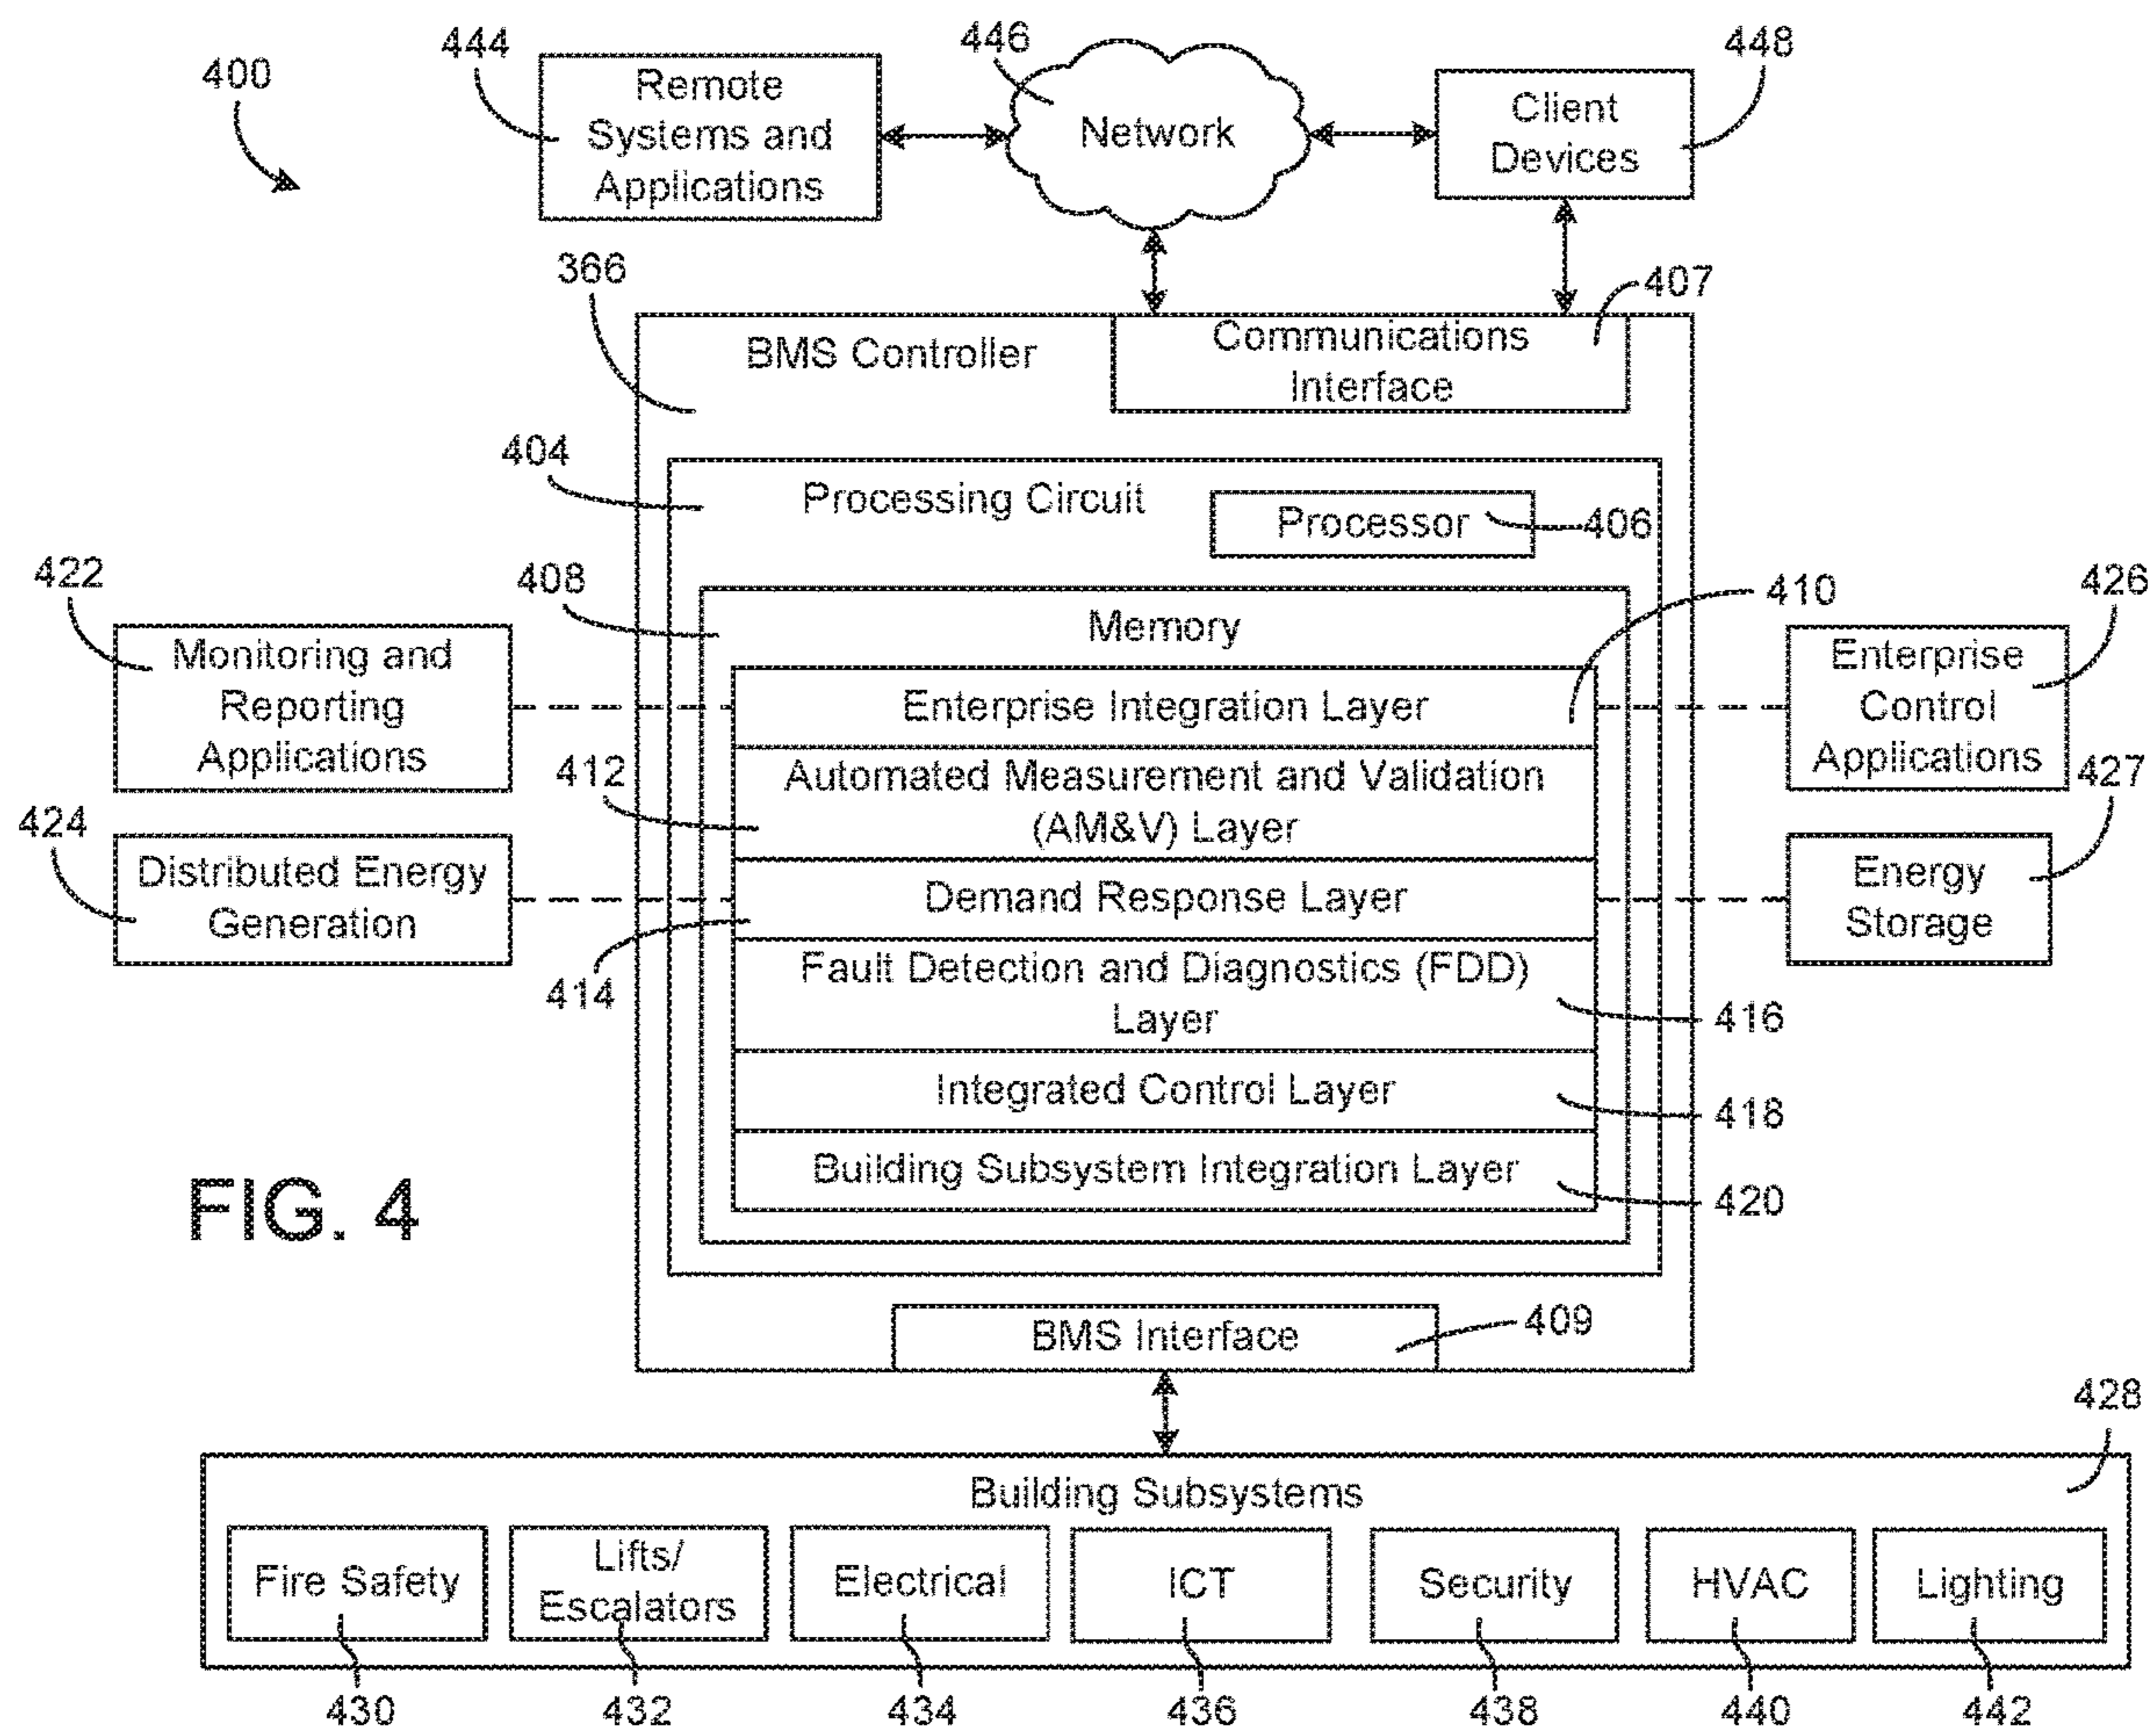 400
444
Remote
Systems and
Applications
446
Network
448
Client
Devices
366
BMS Controller
407
Communications
Interface
404
Processing Circuit
Processor
406
408
Memory
410
422
Monitoring and
Reporting
Applications
Enterprise Integration Layer
426
Enterprise
Control
Applications
412
Automated Measurement and Validation
(AM&V) Layer
427
424
Distributed Energy
Generation
Demand Response Layer
Energy
Storage
414
Fault Detection and Diagnostics (FDD)
Layer
416
Integrated Control Layer
418
Building Subsystem Integration Layer
420
FIG. 4
BMS Interface
409
428
Building Subsystems
Fire Safety
Lifts/
Escalators
Electrical
ICT
Security
HVAC
Lighting
430
432
434
436
438
440
442